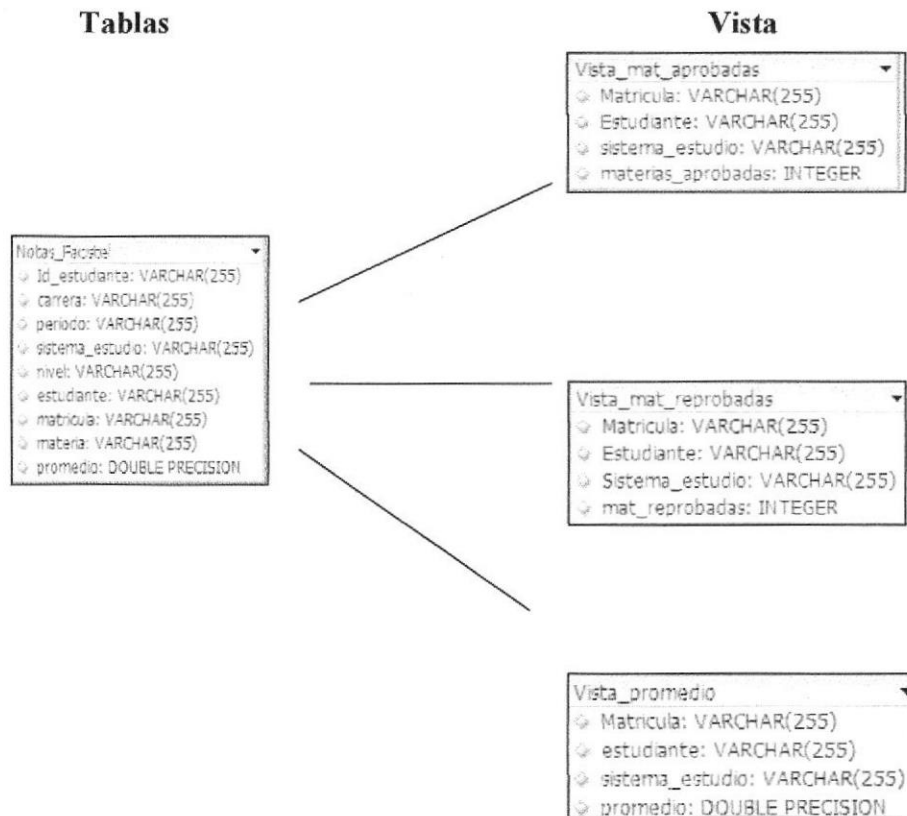 Tablas
Vista
Vista_mat_aprobadas
Matricula: VARCHAR(255)
Estudiante: VARCHAR(255)
sistema_estudio: VARCHAR(255)
materias_aprobadas: INTEGER
Id_estudiante: VARCHAR(255)
carrera: VARCHAR(255)
periodo: VARCHAR(255)
sistema_estudio: VARCHAR(255)
nivel: VARCHAR(255)
estudiante: VARCHAR(255)
matricula: VARCHAR(255)
materia: VARCHAR(255)
promedio: DOUBLE PRECISION
Vista_mat_reprobadas
Matricula: VARCHAR(255)
Estudiante: VARCHAR(255)
Sistema_estudio: VARCHAR(255)
mat_reprobadas: INTEGER
Vista_promedio
Matricula: VARCHAR(255)
estudiante: VARCHAR(255)
sistema_estudio: VARCHAR(255)
promedio: DOUBLE PRECISION